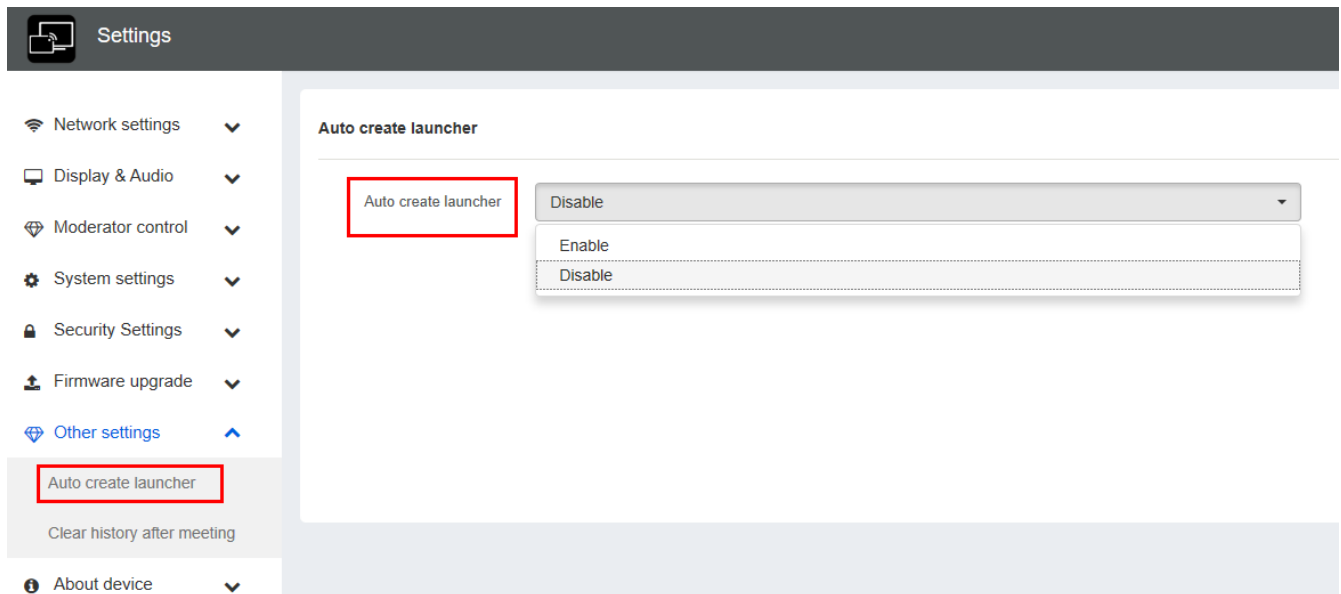 Settings
Network settings
Display & Audio
Moderator control
System settings
Security Settings
Firmware upgrade
Other settings
Auto create launcher
Clear history after meeting
About device
Auto create launcher
Auto create launcher
Disable
Enable
Disable